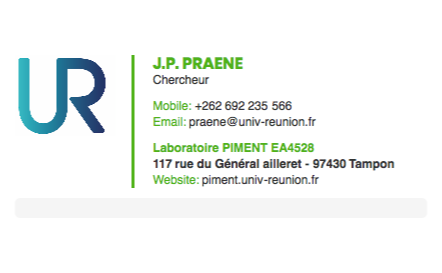 UR
J.P. PRAENE
Chercheur
Mobile: +262 692 235 566
Email: praene@univ-reunion.fr
Laboratoire PIMENT EA4528
117 rue du Général ailleret - 97430 Tampon
Website: piment.univ-reunion.fr